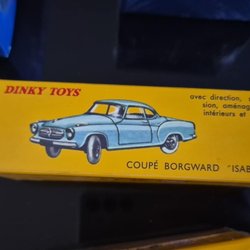 DINKY TOYS
avec direction,
sion, aménag
intérieurs et
COUPÉ BORGWARD "ISAB